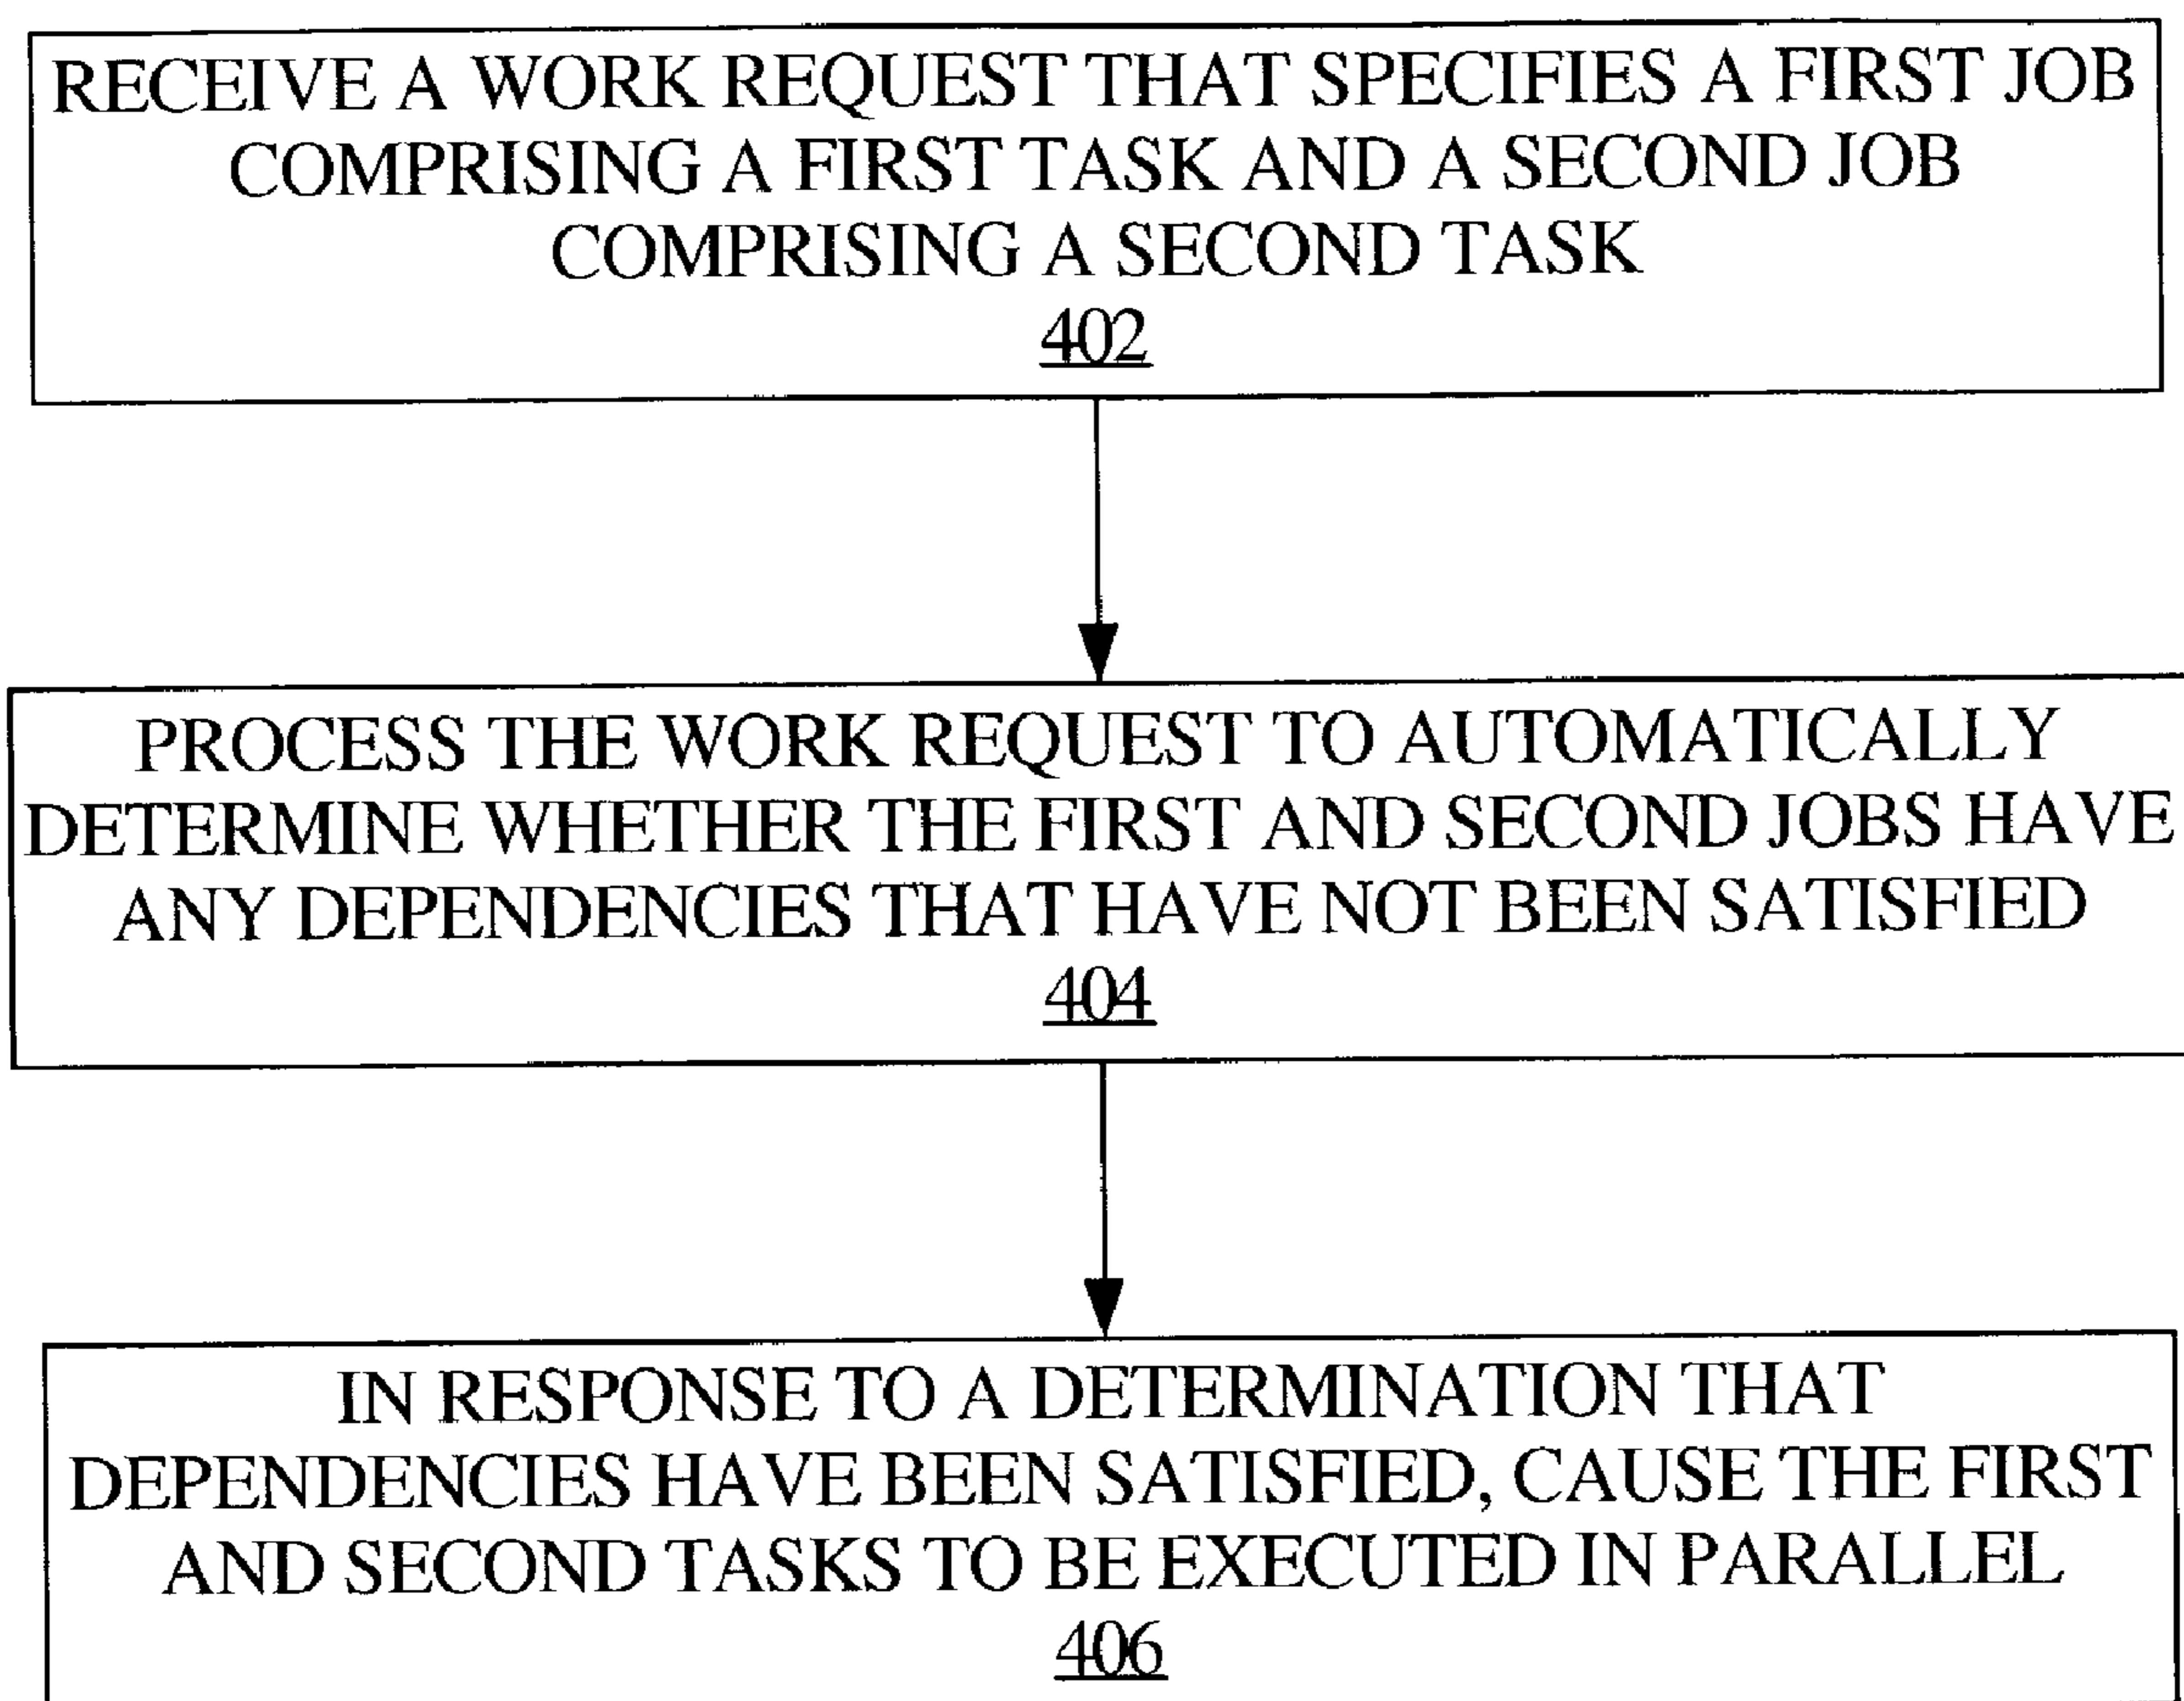 RECEIVE A WORK REQUEST THAT SPECIFIES A FIRST JOB
COMPRISING A FIRST TASK AND A SECOND JOB
COMPRISING A SECOND TASK
402
PROCESS THE WORK REQUEST TO AUTOMATICALLY
DETERMINE WHETHER THE FIRST AND SECOND JOBS HAVE
ANY DEPENDENCIES THAT HAVE NOT BEEN SATISFIED
404
IN RESPONSE TO A DETERMINATION THAT
DEPENDENCIES HAVE BEEN SATISFIED, CAUSE THE FIRST
AND SECOND TASKS TO BE EXECUTED IN PARALLEL
406